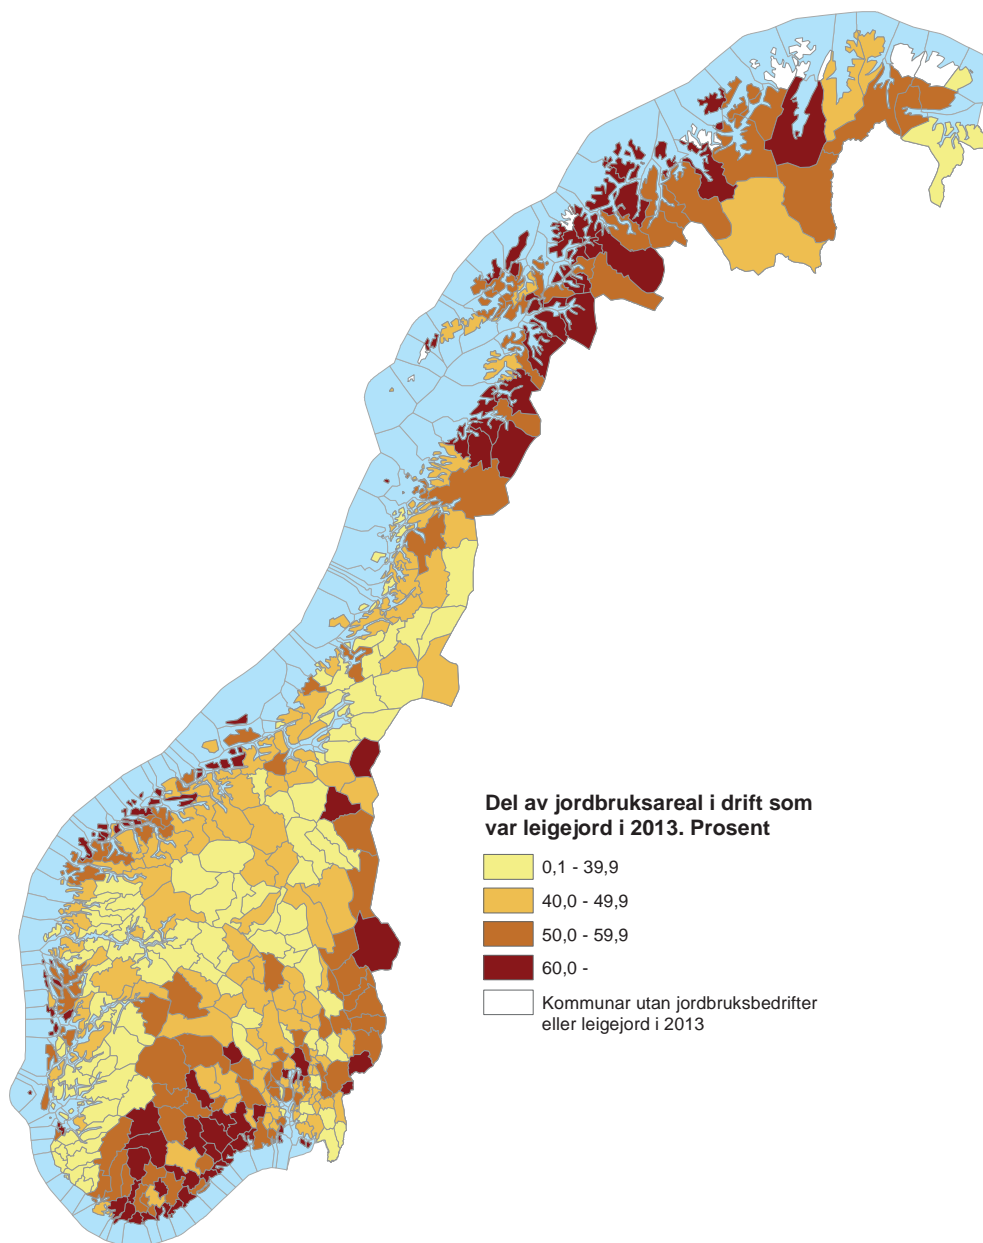 Del av jordbruksareal i drift som
var leigejord i 2013. Prosent
0,1 - 39,9
40,0 - 49,9
50,0 - 59,9
60,0 -
Kommunar utan jordbruksbedrifter
eller leigejord i 2013